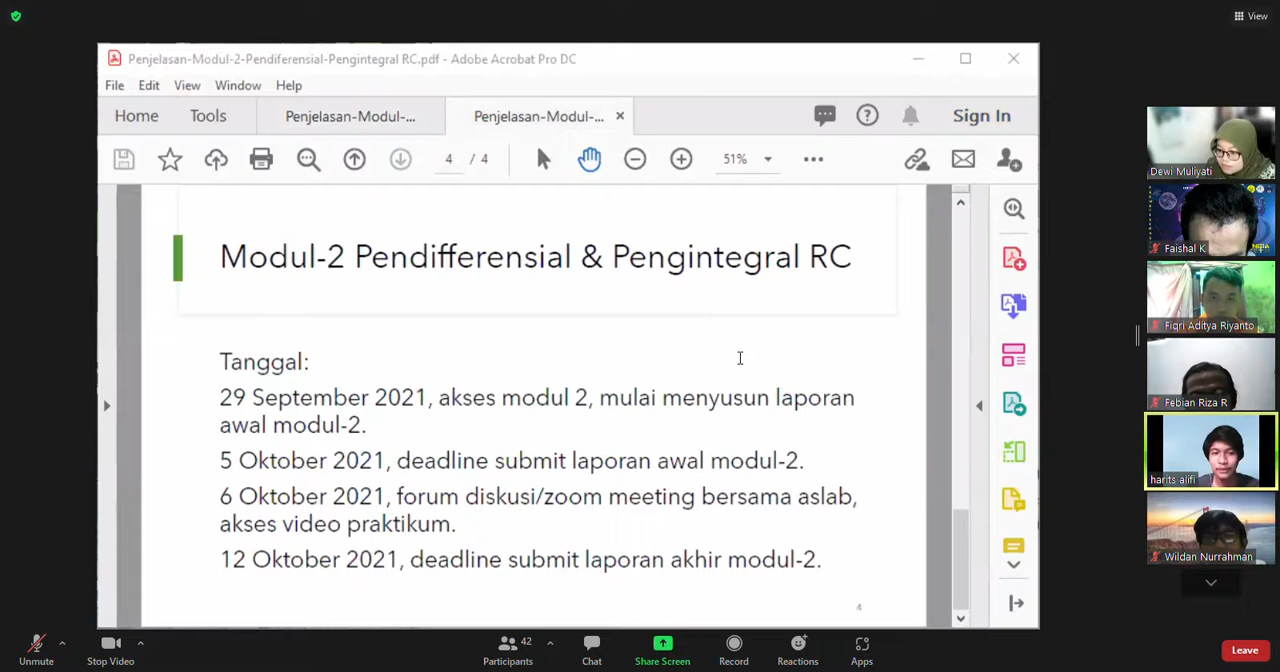 View
Penjelasan-Modul-2-Pendiferensial-Pengintegral RC.pdf - Adobe Acrobat Pro DC
File Edit View Window Help
Home Tools Penjelasan-Modul-... Penjelasan-Modul-... × Sign In
4 / 4 51%
Modul-2 Pendifferensial & Pengintegral RC
Tanggal:
29 September 2021, akses modul 2, mulai menyusun laporan
awal modul-2.
5 Oktober 2021, deadline submit laporan awal modul-2.
6 Oktober 2021, forum diskusi/zoom meeting bersama aslab,
akses video praktikum.
12 Oktober 2021, deadline submit laporan akhir modul-2.
4
Dewi Muliyati
Faishal K
Fiqri Aditya Riyanto
Febian Riza R
harits alifi
Wildan Nurrahman
Unmute Stop Video Participants 42 Chat Share Screen Record Reactions Apps Leave